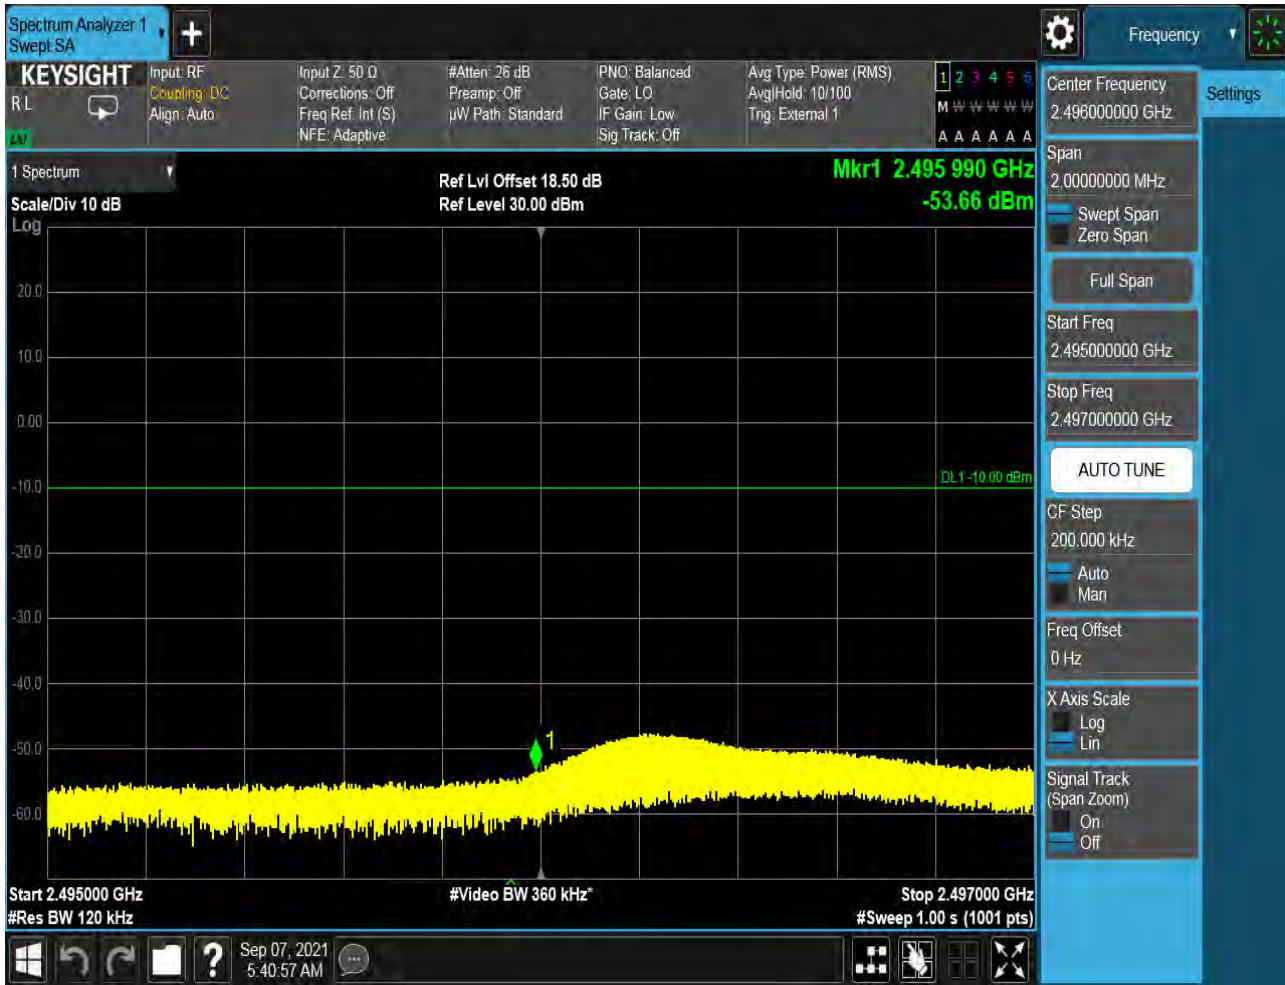 Spectrum Analyzer 1
Swept SA
Frequency
KEYSIGHT
R L
Input: RF
Coupling: DC
Align: Auto
Input Z: 50 Ω
Corrections: Off
Freq Ref: Int (S)
NFE: Adaptive
#Atten: 26 dB
Preamp: Off
µW Path: Standard
PNO: Balanced
Gate: LO
IF Gain: Low
Sig Track: Off
Avg Type: Power (RMS)
Avg|Hold: 10/100
Trig: External 1
1 2 3 4 5 6
M W W W W W
A A A A A A
1 Spectrum
Scale/Div 10 dB
Log
Ref Lvl Offset 18.50 dB
Ref Level 30.00 dBm
Mkr1 2.495 990 GHz
-53.66 dBm
20.0
10.0
0.00
-10.0
-20.0
-30.0
-40.0
-50.0
-60.0
DL1 -10.00 dBm
1
Start 2.495000 GHz
#Res BW 120 kHz
#Video BW 360 kHz*
Stop 2.497000 GHz
#Sweep 1.00 s (1001 pts)
Sep 07, 2021
5:40:57 AM
Center Frequency
2.496000000 GHz
Settings
Span
2.00000000 MHz
Swept Span
Zero Span
Full Span
Start Freq
2.495000000 GHz
Stop Freq
2.497000000 GHz
AUTO TUNE
CF Step
200.000 kHz
Auto
Man
Freq Offset
0 Hz
X Axis Scale
Log
Lin
Signal Track
(Span Zoom)
On
Off